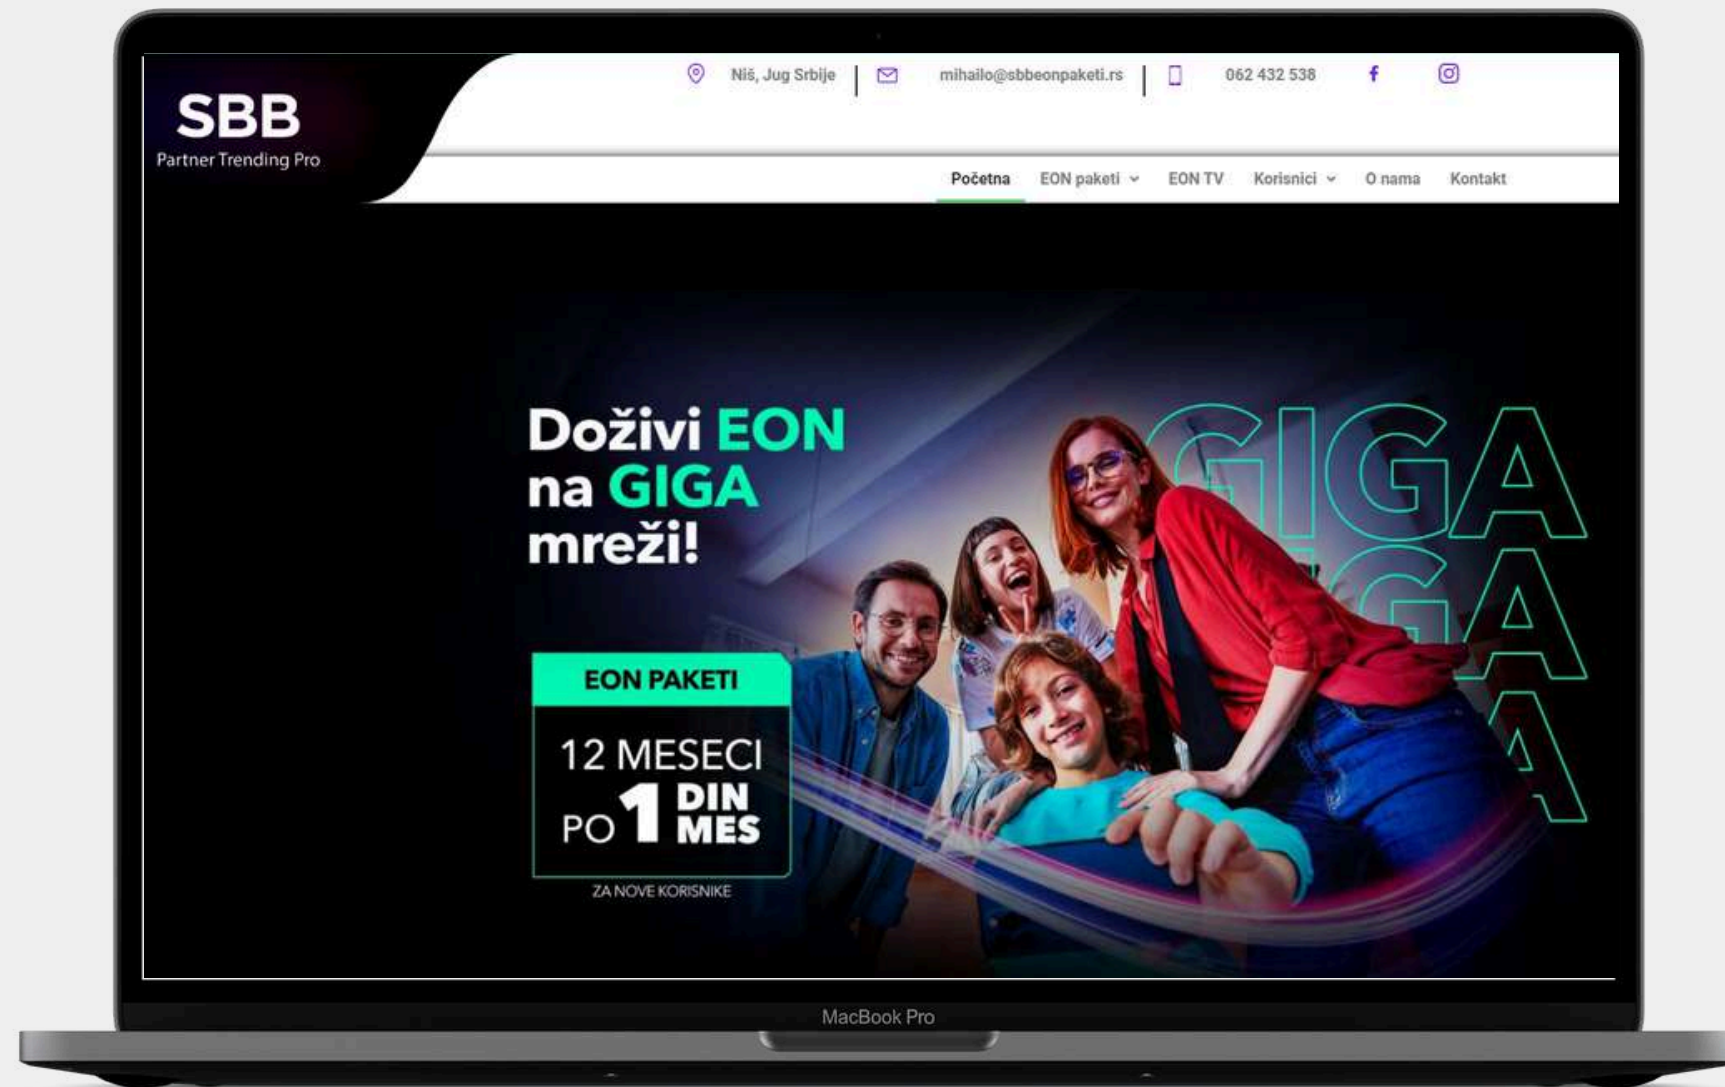 SBB
Partner Trending Pro
Niš, Jug Srbije
mihailo@sbbeonpaketi.rs
062 432 538
Početna
EON paketi
EON TV
Korisnici
O nama
Kontakt
Doživi EON
na GIGA
mreži!
GIGA
GIGA
A
EON PAKETI
12 MESECI
PO 1 DIN
MES
ZA NOVE KORISNIKE
MacBook Pro